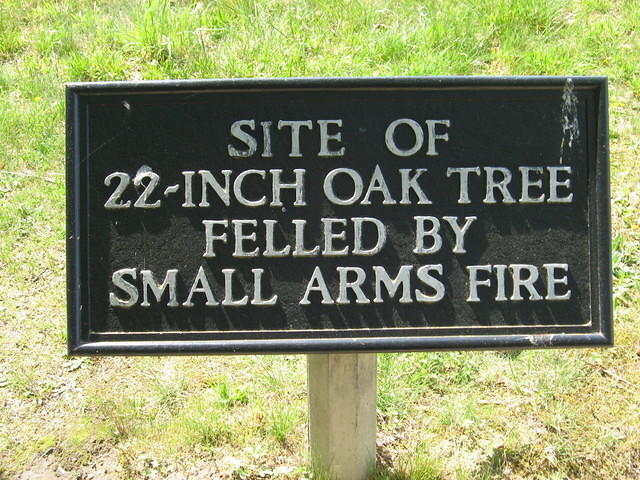 SITE OF
22-INCH OAK TREE
FELLED BY
SMALL ARMS FIRE